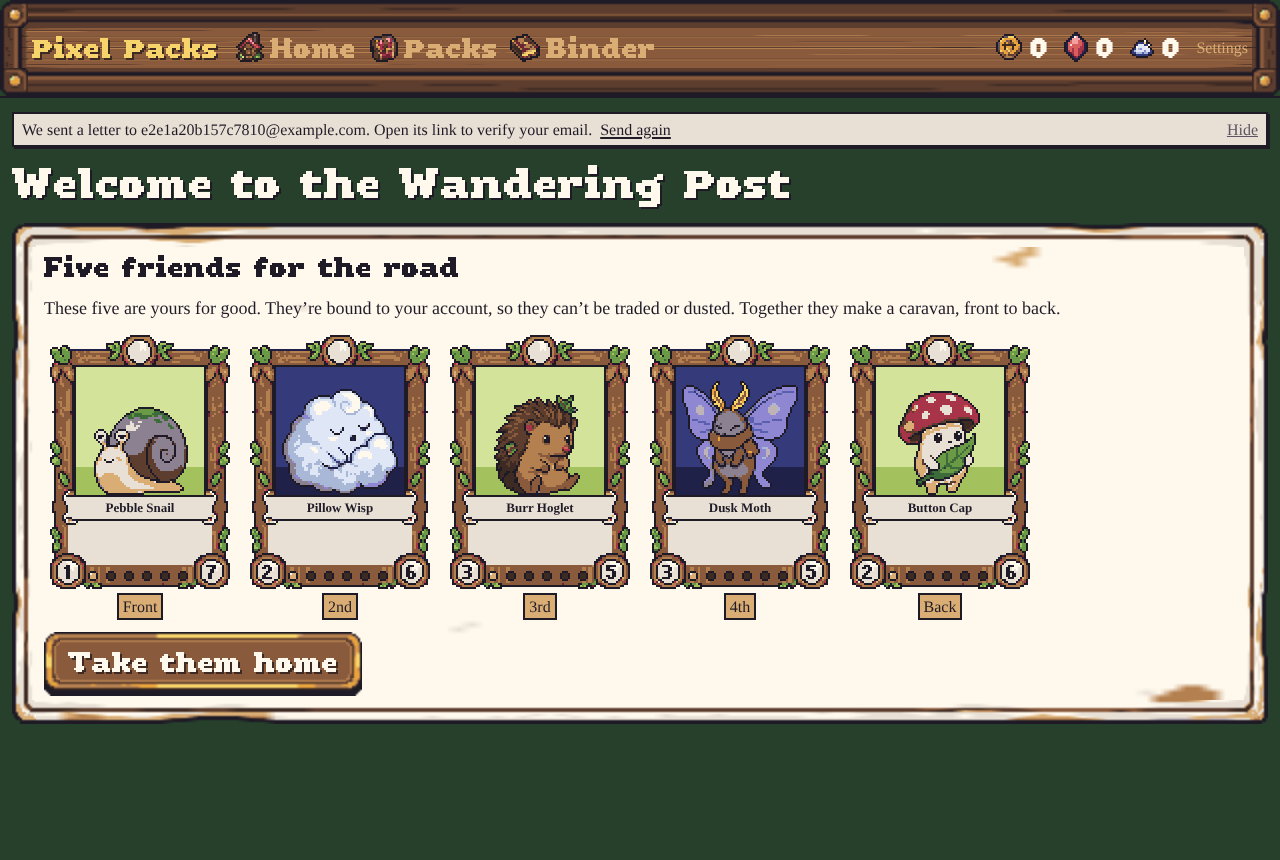 Pixel Packs Home Packs Binder 0 0 0 Settings
We sent a letter to e2e1a20b157c7810@example.com. Open its link to verify your email. Send again Hide
Welcome to the Wandering Post
Five friends for the road
These five are yours for good. They’re bound to your account, so they can’t be traded or dusted. Together they make a caravan, front to back.
Pebble Snail Pillow Wisp Burr Hoglet Dusk Moth Button Cap
1 7 2 6 3 5 3 5 2 6
Front 2nd 3rd 4th Back
Take them home